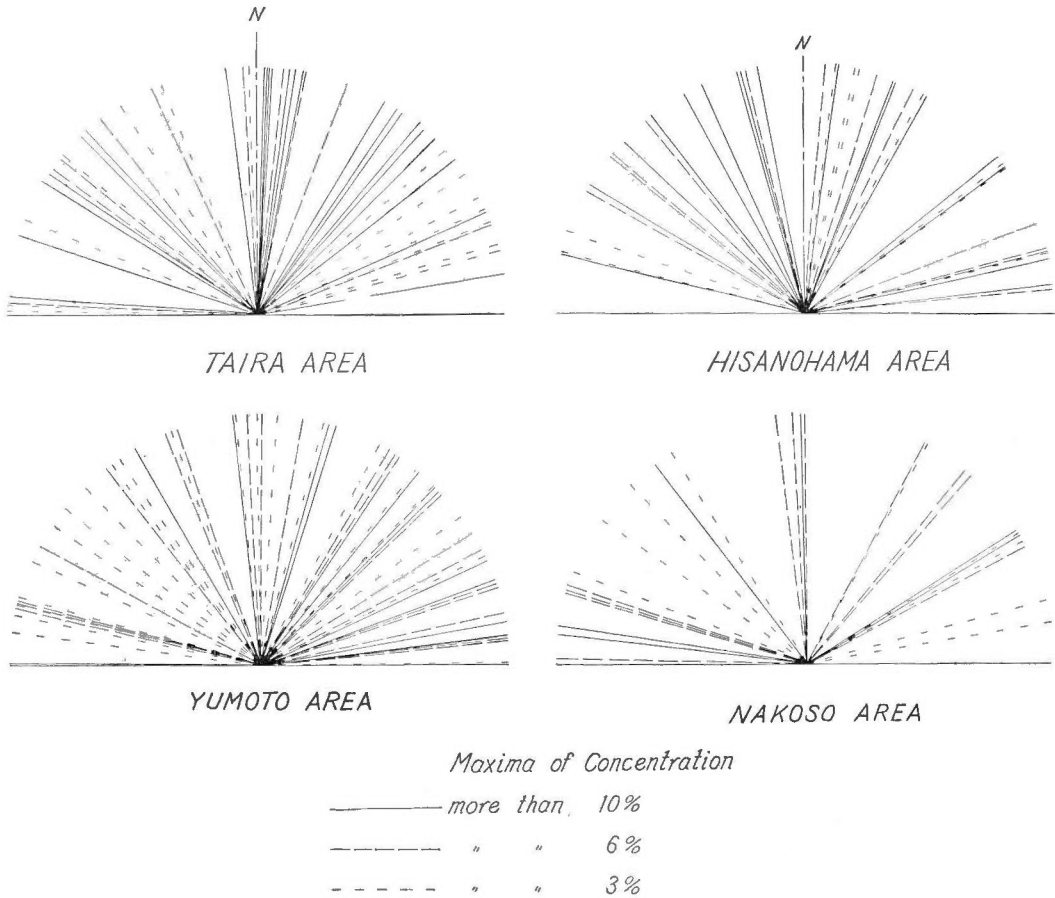 N
N
TAIRA AREA
HISANOHAMA AREA
YUMOTO AREA
NAKOSO AREA
Maxima of Concentration
more than 10%
" " 6%
" " 3%